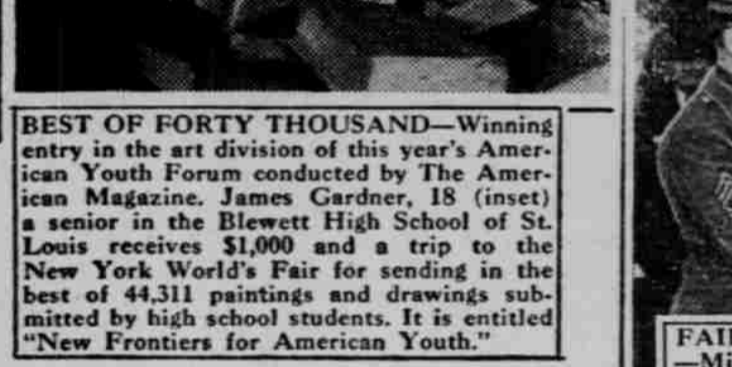 BEST OF FORTY THOUSAND—Winning
entry in the art division of this year's Amer-
ican Youth Forum conducted by The Amer-
ican Magazine. James Gardner, 18 (inset)
a senior in the Blewett High School of St.
Louis receives $1,000 and a trip to the
New York World's Fair for sending in the
best of 44,311 paintings and drawings sub-
mitted by high school students. It is entitled
"New Frontiers for American Youth."
FAI
—Mi